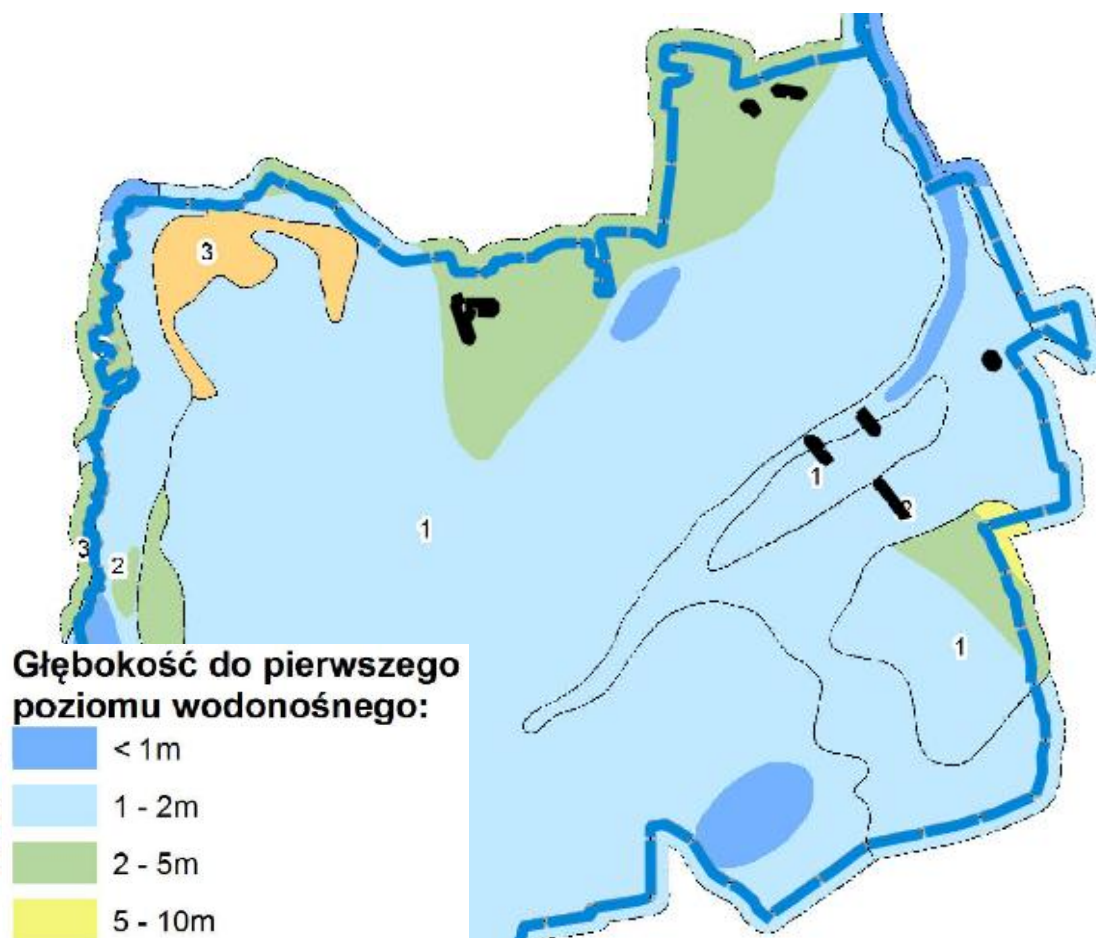 3
1
1
2
3
2
1
Głębokość do pierwszego
poziomu wodonośnego:
< 1m
1 - 2m
2 - 5m
5 - 10m